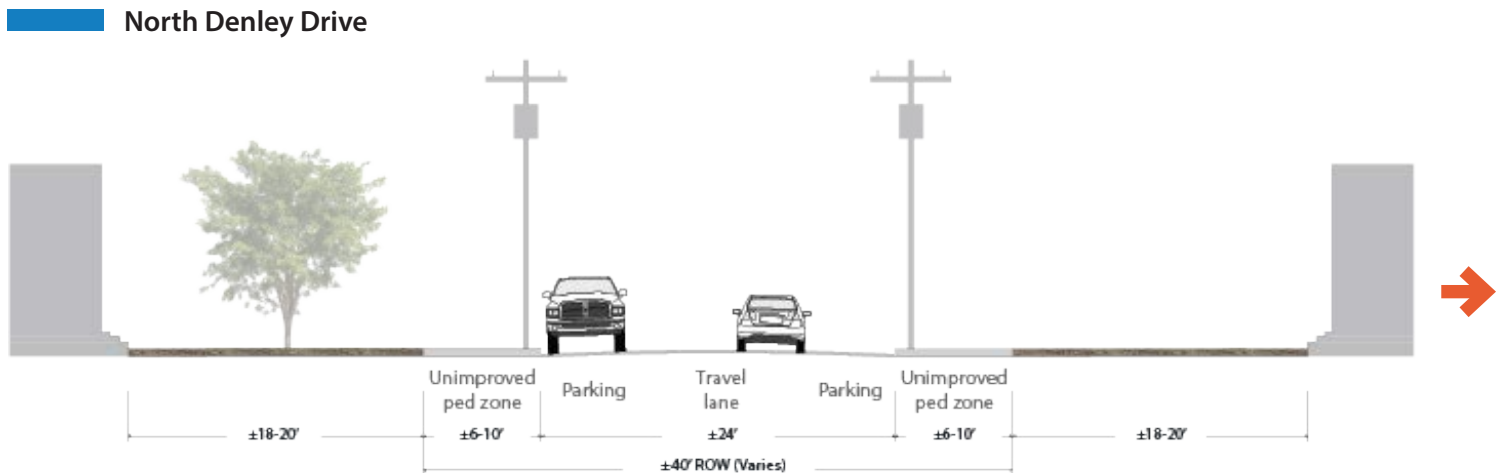 North Denley Drive
Unimproved
ped zone
Parking
Travel
lane
Parking
Unimproved
ped zone
±18-20'
±6-10'
±24'
±6-10'
±18-20'
±40' ROW (Varies)